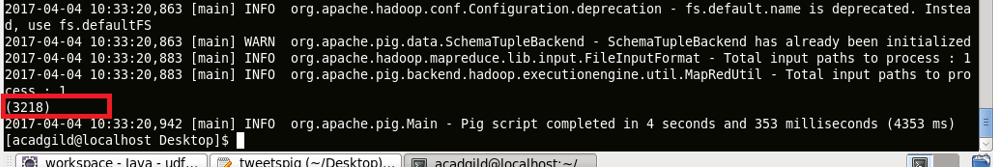 2017-04-04 10:33:20,863 [main] INFO  org.apache.hadoop.conf.Configuration.deprecation - fs.default.name is deprecated. Instea
d, use fs.defaultFS
2017-04-04 10:33:20,863 [main] WARN  org.apache.pig.data.SchemaTupleBackend - SchemaTupleBackend has already been initialized
2017-04-04 10:33:20,883 [main] INFO  org.apache.hadoop.mapreduce.lib.input.FileInputFormat - Total input paths to process : 1
2017-04-04 10:33:20,883 [main] INFO  org.apache.pig.backend.hadoop.executionengine.util.MapRedUtil - Total input paths to pro
cess : 1
(3218)
2017-04-04 10:33:20,942 [main] INFO  org.apache.pig.Main - Pig script completed in 4 seconds and 353 milliseconds (4353 ms)
[acadgild@localhost Desktop]$
workspace - Java - udf... tweetspig (~/Desktop)... acadgild@localhost:~/...